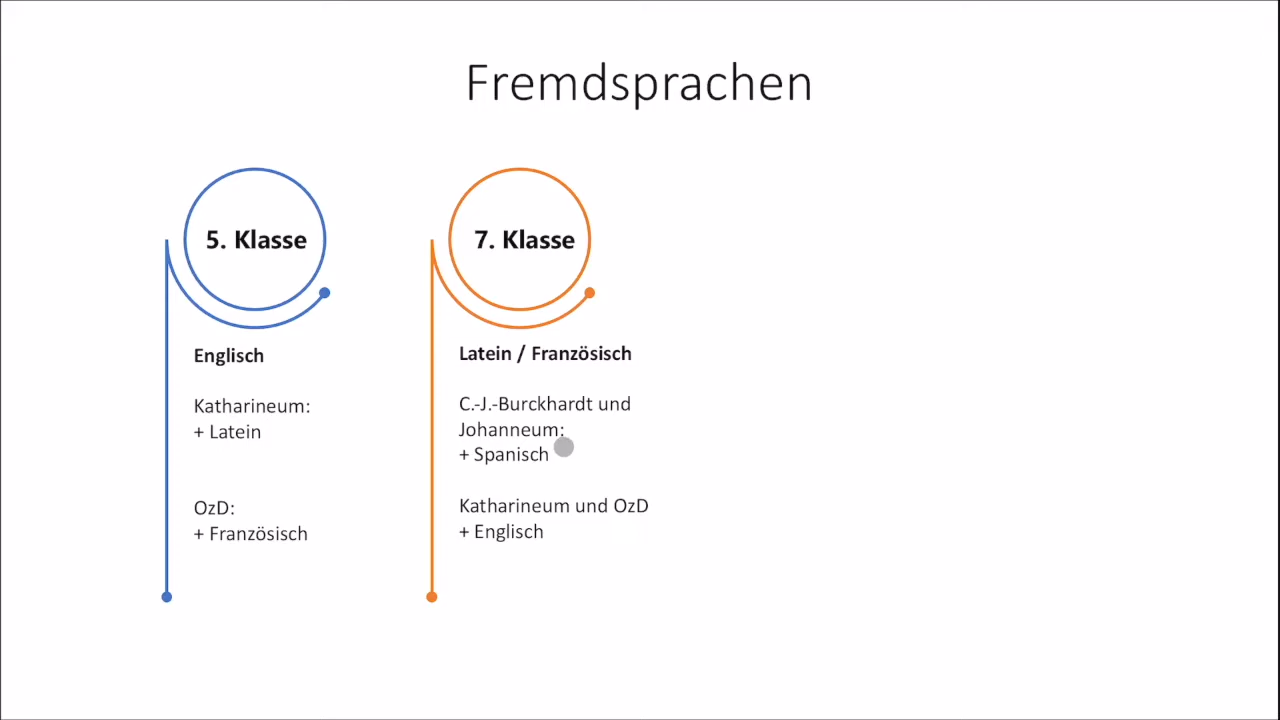 Fremdsprachen
5. Klasse
Englisch
Katharineum:
+ Latein
OzD:
+ Französisch
7. Klasse
Latein / Französisch
C.-J.-Burckhardt und
Johanneum:
+ Spanisch
Katharineum und OzD
+ Englisch